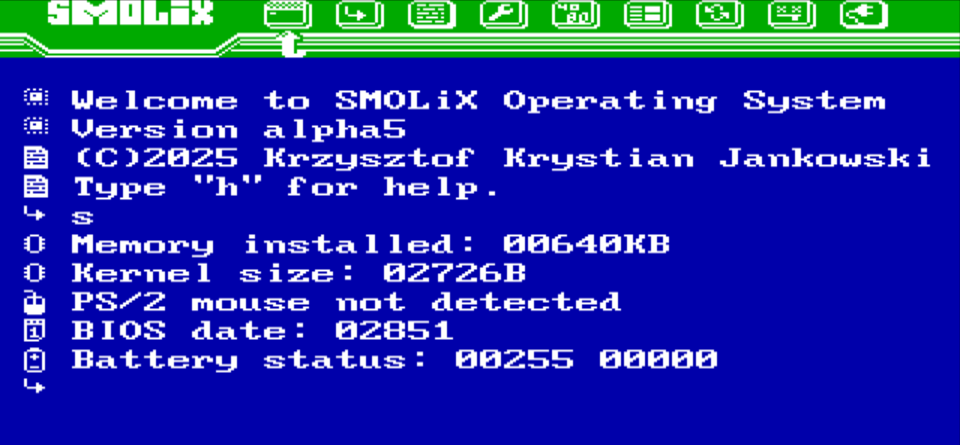 SMOLiX
Welcome to SMOLiX Operating System
Version alpha5
(C)2025 Krzysztof Krystian Jankowski
Type "h" for help.
s
Memory installed: 00640KB
Kernel size: 02726B
PS/2 mouse not detected
BIOS date: 02851
Battery status: 00255 00000